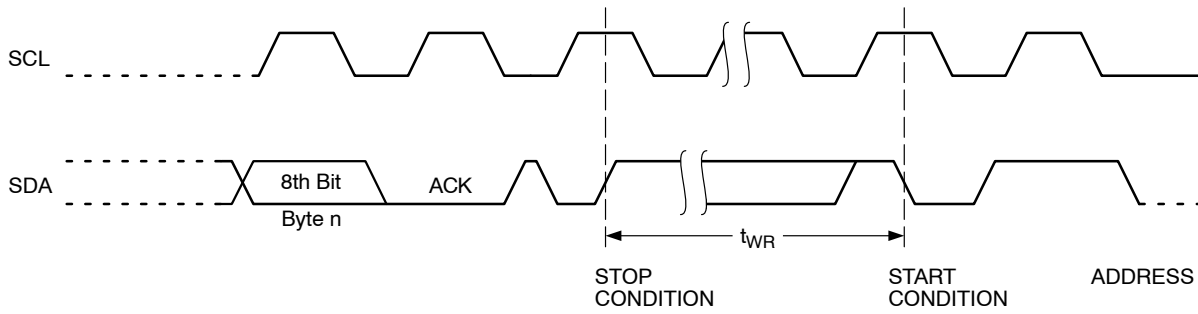 SCL
SDA
8th Bit
Byte n
ACK
tWR
STOP
CONDITION
START
CONDITION
ADDRESS